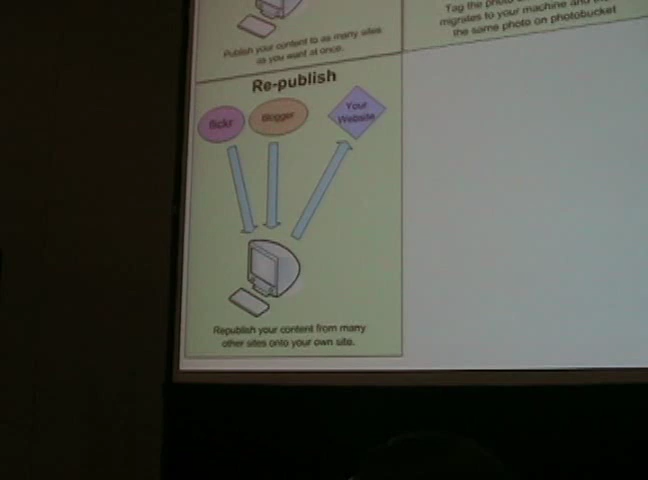 Publish your content to as many sites
as you want at once.
Tag the photo
migrates to your machine and
the same photo on photobucket
Re-publish
flickr
Blogger
Your
Website
Republish your content from many
other sites onto your own site.